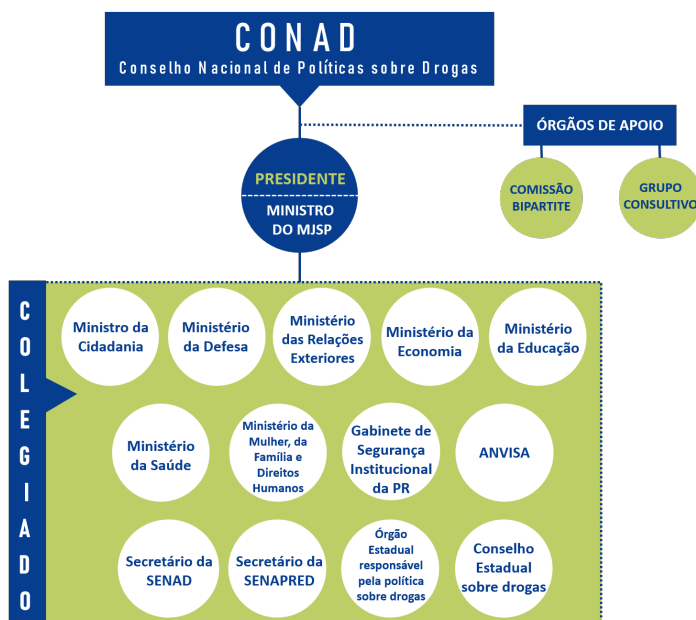 CONAD
Conselho Nacional de Políticas sobre Drogas
ÓRGÃOS DE APOIO
PRESIDENTE
MINISTRO
DO MJSP
COMISSÃO
BIPARTITE
GRUPO
CONSULTIVO
COLEGIADO
Ministro da
Cidadania
Ministério
da Defesa
Ministério
das Relações
Exteriores
Ministério da
Economia
Ministério
da Educação
Ministério
da Saúde
Ministério da
Mulher, da
Família e
Direitos
Humanos
Gabinete de
Segurança
Institucional
da PR
ANVISA
Secretário da
SENAD
Secretário da
SENAPRED
Órgão
Estadual
responsável
pela política
sobre drogas
Conselho
Estadual
sobre drogas